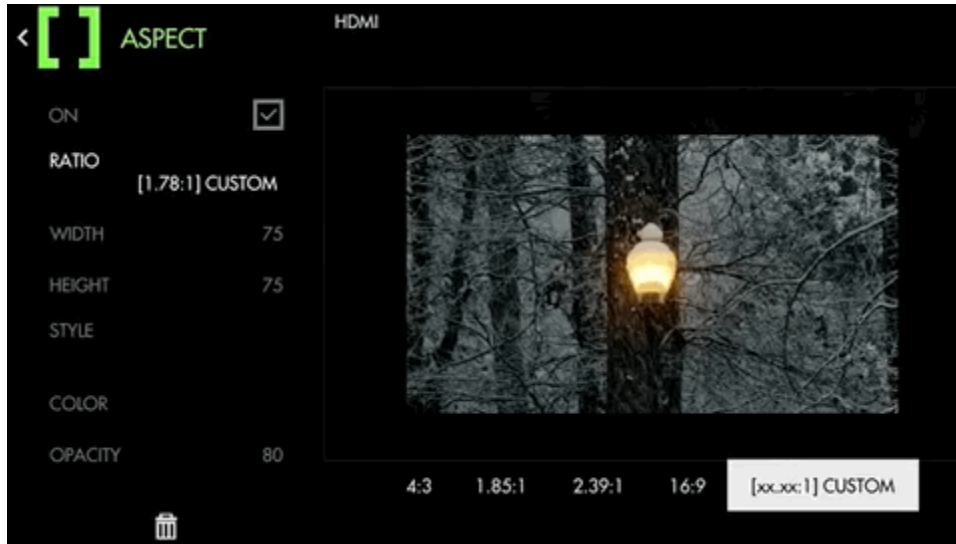 ASPECT
HDMI
ON
RATIO
[1.78:1] CUSTOM
WIDTH 75
HEIGHT 75
STYLE
COLOR
OPACITY 80
4:3 1.85:1 2.39:1 16:9 [xx.xx:1] CUSTOM